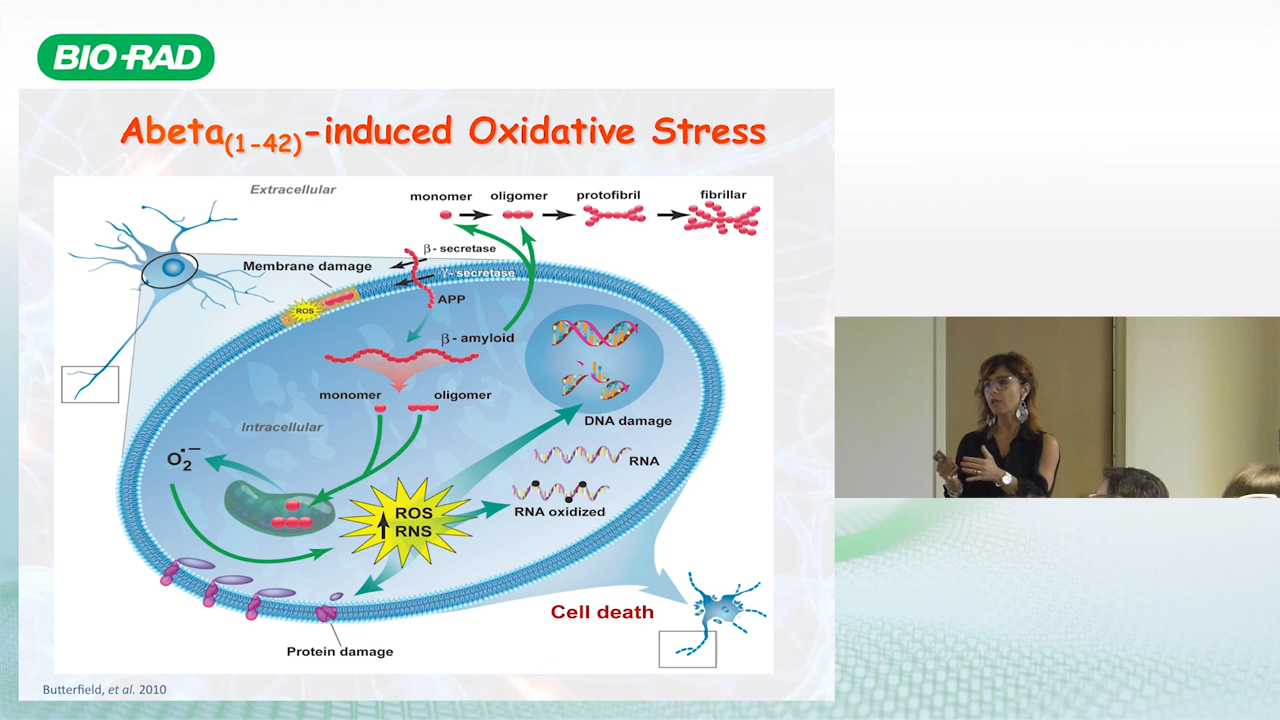 BIO-RAD
Abeta(1-42)-induced Oxidative Stress
Extracellular
monomer
oligomer
protofibril
fibrillar
β - secretase
Membrane damage
γ - secretase
ROS
APP
β - amyloid
monomer
oligomer
Intracellular
DNA damage
O2•−
RNA
ROS
RNS
RNA oxidized
Cell death
Protein damage
Butterfield, et al. 2010